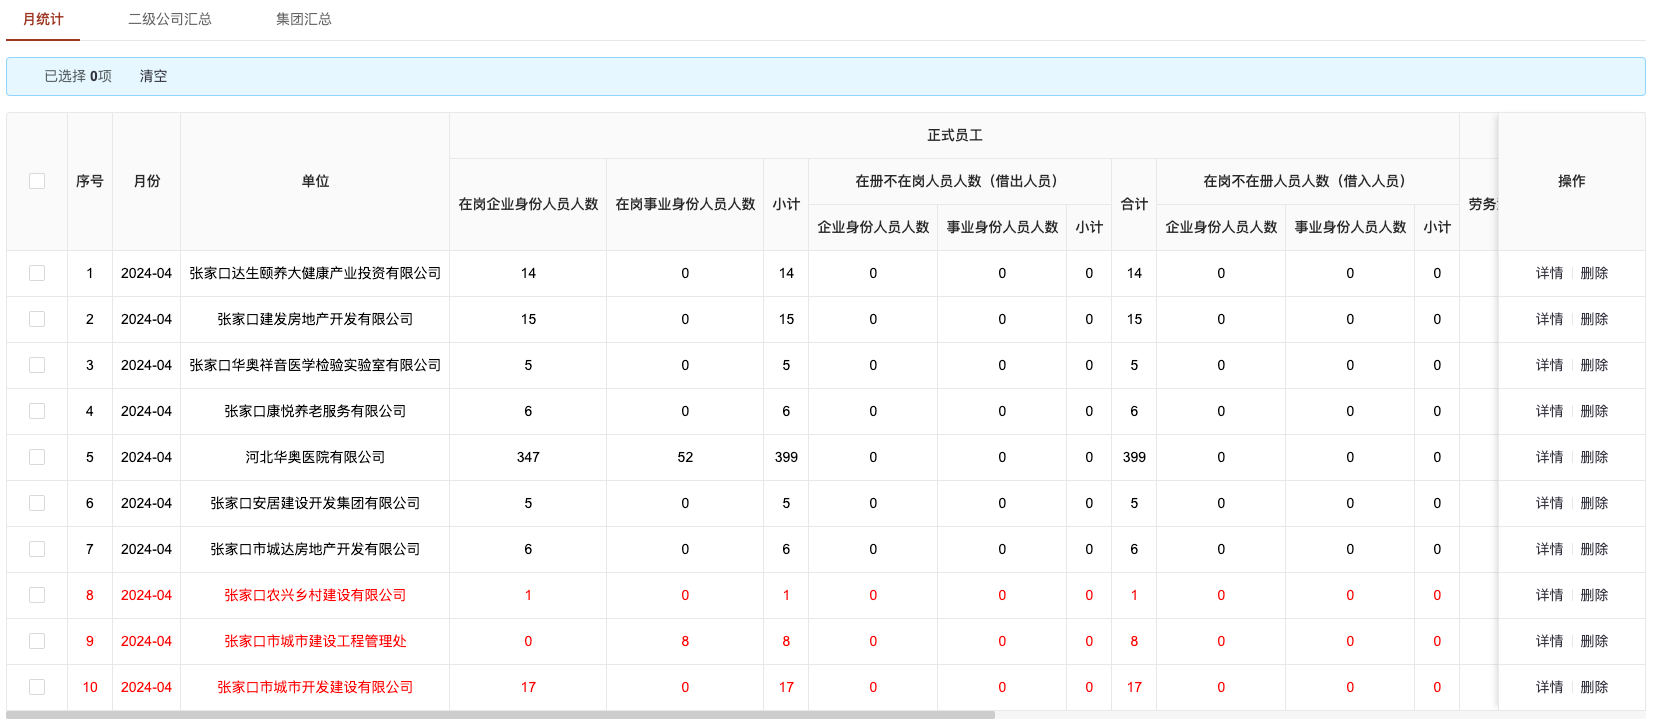 月统计 二级公司汇总 集团汇总
已选择 0项 清空
正式员工
序号 月份 单位 在册不在岗人员人数（借出人员） 在岗不在册人员人数（借入人员） 操作
在岗企业身份人员人数 在岗事业身份人员人数 小计 合计 劳务
企业身份人员人数 事业身份人员人数 小计 企业身份人员人数 事业身份人员人数 小计
1 2024-04 张家口达生颐养大健康产业投资有限公司 14 0 14 0 0 0 14 0 0 0 详情 删除
2 2024-04 张家口建发房地产开发有限公司 15 0 15 0 0 0 15 0 0 0 详情 删除
3 2024-04 张家口华奥祥音医学检验实验室有限公司 5 0 5 0 0 0 5 0 0 0 详情 删除
4 2024-04 张家口康悦养老服务有限公司 6 0 6 0 0 0 6 0 0 0 详情 删除
5 2024-04 河北华奥医院有限公司 347 52 399 0 0 0 399 0 0 0 详情 删除
6 2024-04 张家口安居建设开发集团有限公司 5 0 5 0 0 0 5 0 0 0 详情 删除
7 2024-04 张家口市城达房地产开发有限公司 6 0 6 0 0 0 6 0 0 0 详情 删除
8 2024-04 张家口农兴乡村建设有限公司 1 0 1 0 0 0 1 0 0 0 详情 删除
9 2024-04 张家口市城市建设工程管理处 0 8 8 0 0 0 8 0 0 0 详情 删除
10 2024-04 张家口市城市开发建设有限公司 17 0 17 0 0 0 17 0 0 0 详情 删除